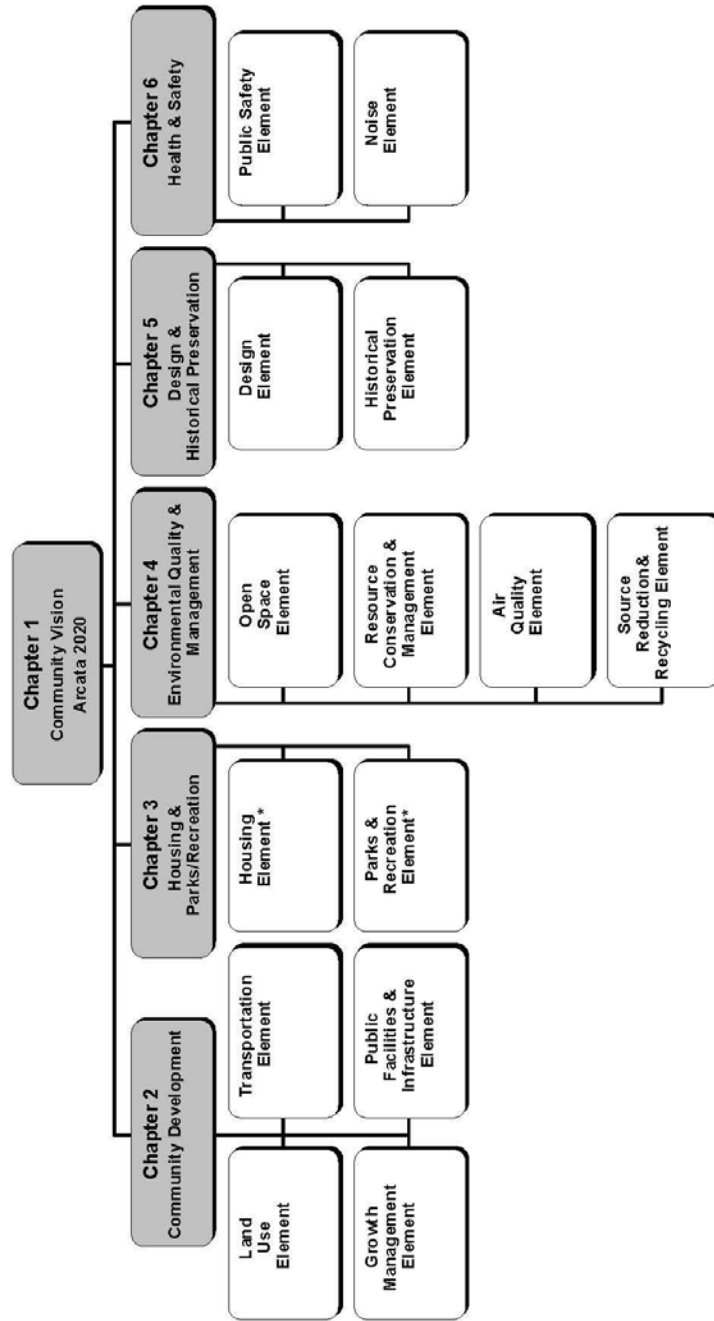 Chapter 1
Community Vision
Arcata 2020
Chapter 2
Community Development
Land
Use
Element
Transportation
Element
Growth
Management
Element
Public
Facilities &
Infrastructure
Element
Chapter 3
Housing &
Parks/Recreation
Housing
Element *
Parks &
Recreation
Element*
Chapter 4
Environmental Quality &
Management
Open
Space
Element
Resource
Conservation &
Management
Element
Air
Quality
Element
Source
Reduction&
Recycling Element
Chapter 5
Design &
Historical Preservation
Design
Element
Historical
Preservation
Element
Chapter 6
Health & Safety
Public Safety
Element
Noise
Element